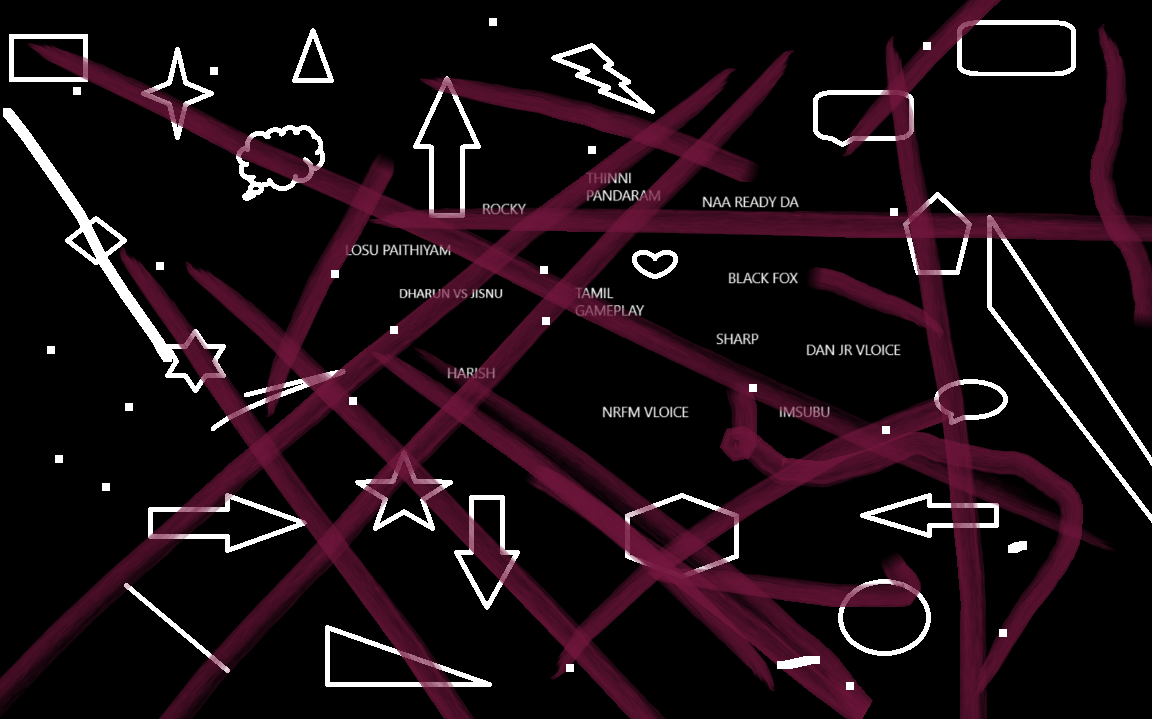 THINNI
PANDARAM
ROCKY
NAA READY DA
LOSU PAITHIYAM
BLACK FOX
DHARUN VS JISNU
TAMIL
GAMEPLAY
SHARP
DAN JR VLOICE
HARISH
NRFM VLOICE
IMSUBU